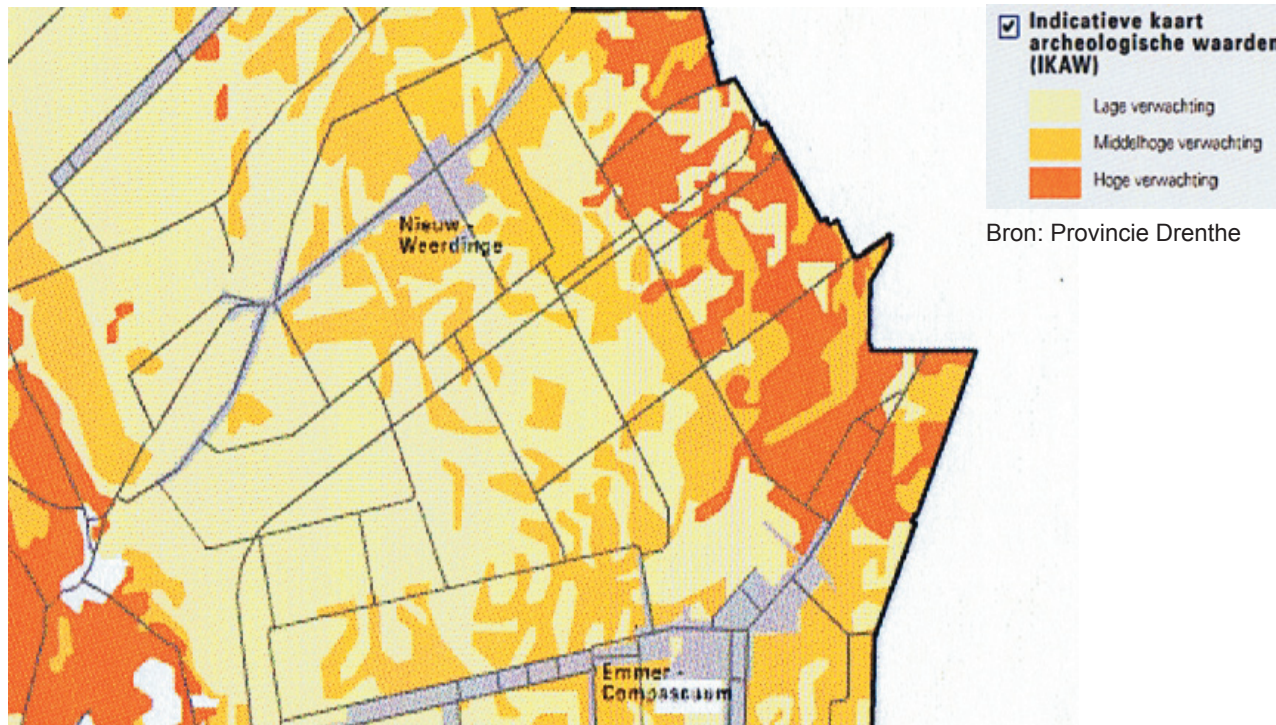 Indicatieve kaart
archeologische waarden
(IKAW)
Lage verwachting
Middelhoge verwachting
Hoge verwachting
Bron: Provincie Drenthe
Nieuw -
Weerdinge
Emmer -
Compascuum